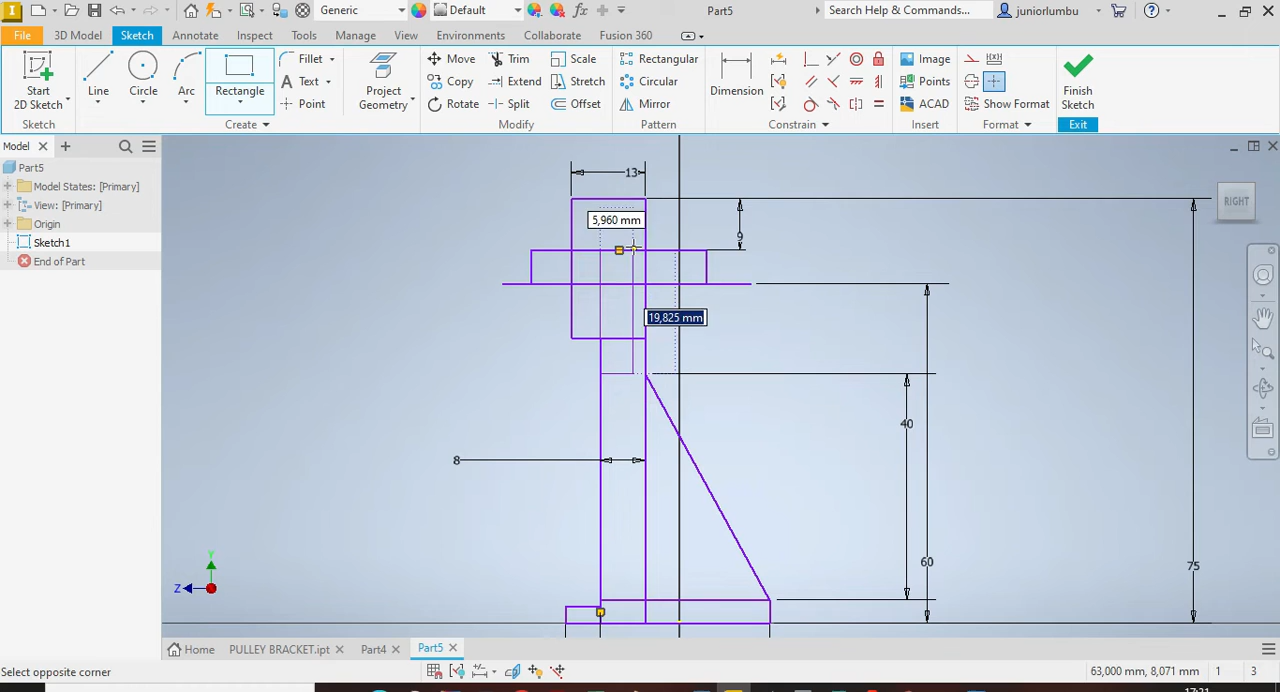 Generic
Default
Part5
Search Help & Commands...
juniorlumbu
File
3D Model
Sketch
Annotate
Inspect
Tools
Manage
View
Environments
Collaborate
Fusion 360
Start
2D Sketch
Line
Circle
Arc
Rectangle
Fillet
Text
Point
Project
Geometry
Move
Trim
Scale
Copy
Extend
Stretch
Rotate
Split
Offset
Rectangular
Circular
Mirror
Dimension
Image
Points
ACAD
Show Format
Finish
Sketch
Sketch
Create
Modify
Pattern
Constrain
Insert
Format
Exit
Model
Part5
Model States: [Primary]
View: [Primary]
Origin
Sketch1
End of Part
13
5,960 mm
9
19,825 mm
40
8
60
75
RIGHT
Y
Z
Home
PULLEY BRACKET.ipt
Part4
Part5
Select opposite corner
63,000 mm, 8,071 mm
1
3